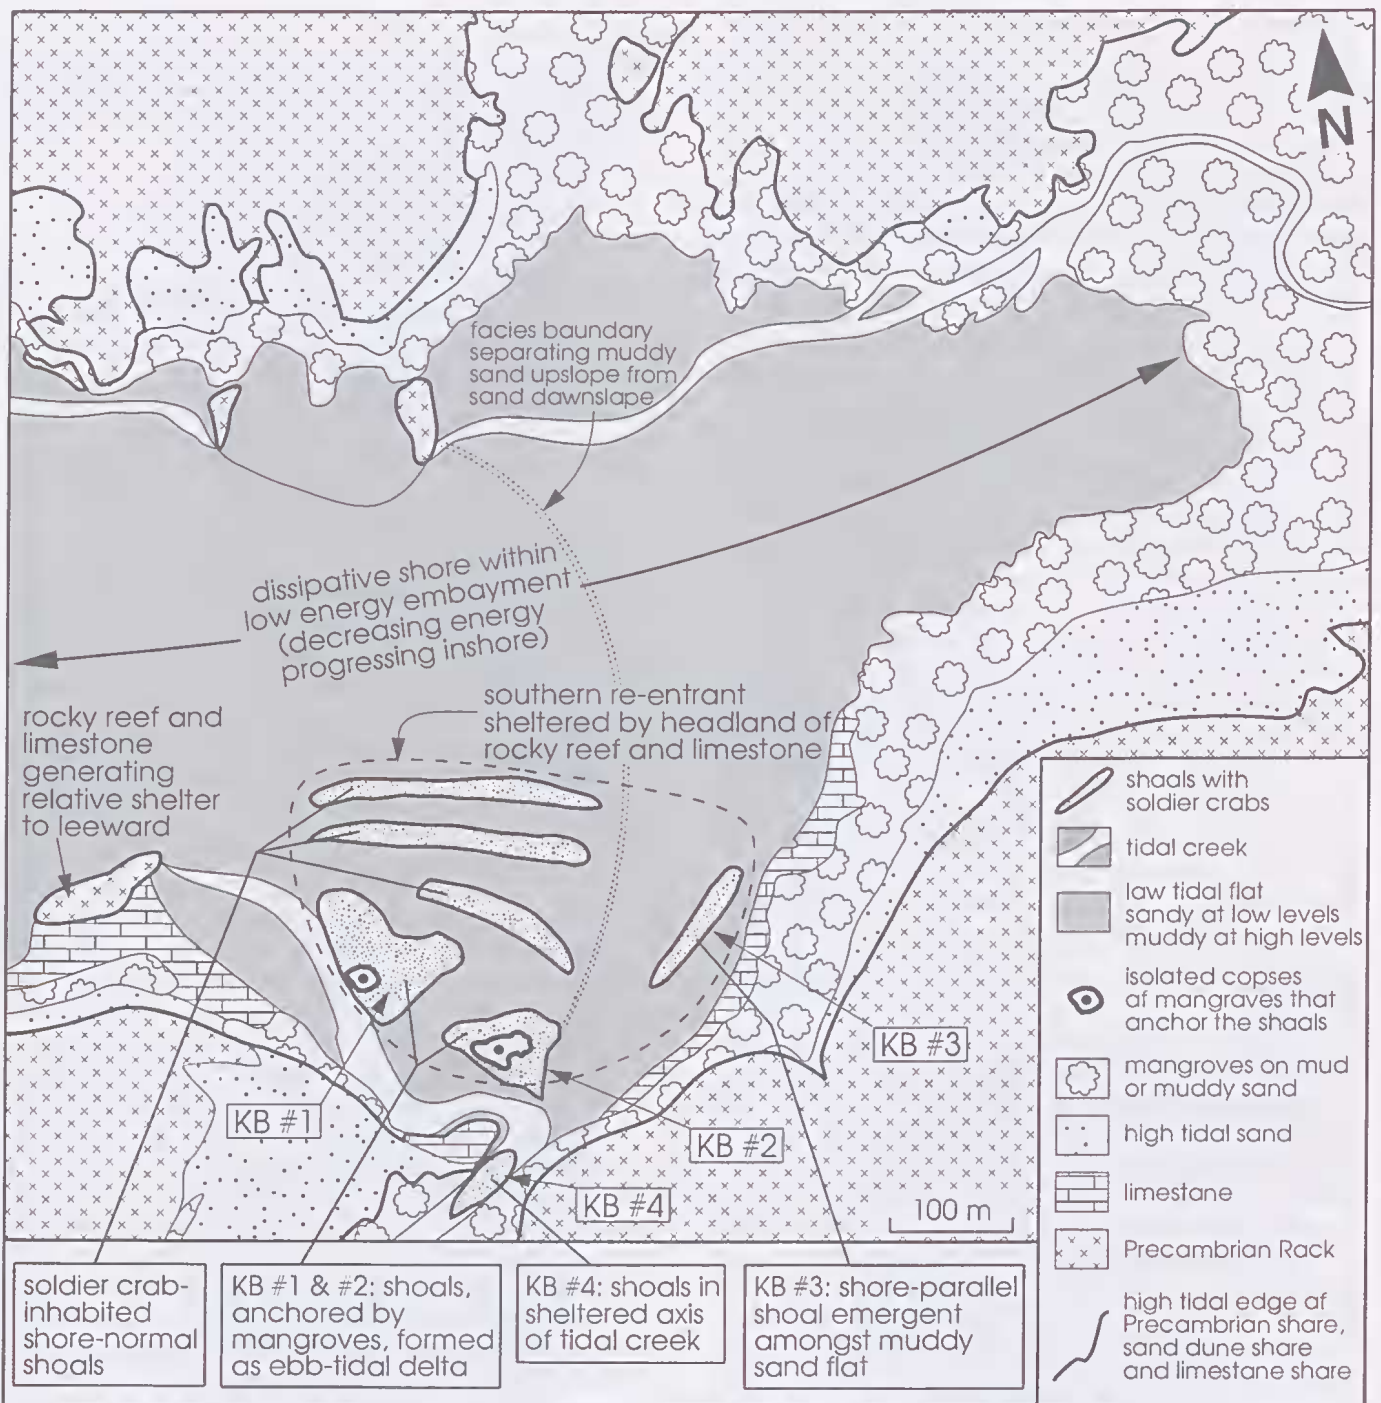 N
facies baundary
separating muddy
sand upslope from
sand dawnslape
dissipative shore within
low energy embayment
(decreasing energy
progressing inshore)
southern re-entrant
sheltered by headland of
rocky reef and limestone
rocky reef and
limestone
generating
relative shelter
to leeward
KB #3
KB #1
KB #2
KB #4
100 m
shaals with
soldier crabs
tidal creek
law tidal flat
sandy at low levels
muddy at high levels
isolated copses
af mangraves that
anchor the shaals
mangroves on mud
or muddy sand
high tidal sand
limestane
Precambrian Rack
high tidal edge af
Precambrian share,
sand dune share
and limestane share
soldier crab-
inhabited
shore-normal
shoals
KB #1 & #2: shoals,
anchored by
mangroves, formed
as ebb-tidal delta
KB #4: shoals in
sheltered axis
of tidal creek
KB #3: shore-parallel
shoal emergent
amongst muddy
sand flat